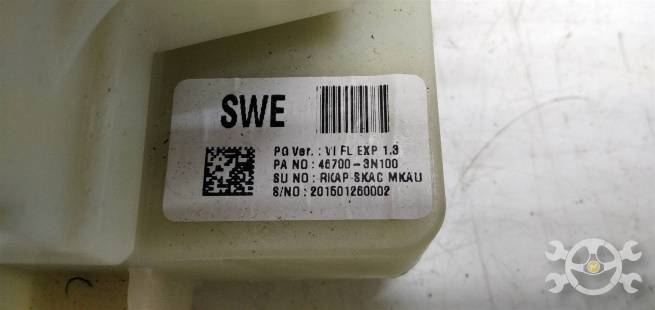 SWE
PG Ver. : VI FL EXP 1.3
PA NO : 46700-3N100
SU NO : RKAP SKAC MKAU
S/NO : 201501260002